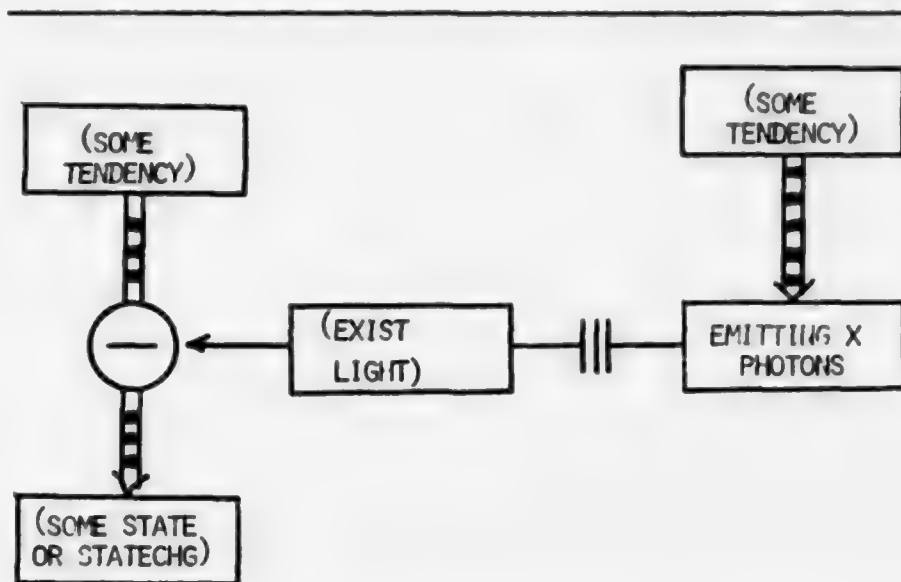 (SOME
TENDENCY)
(SOME
TENDENCY)
(EXIST
LIGHT)
EMITTING X
PHOTONS
(SOME STATE
OR STATECHG)